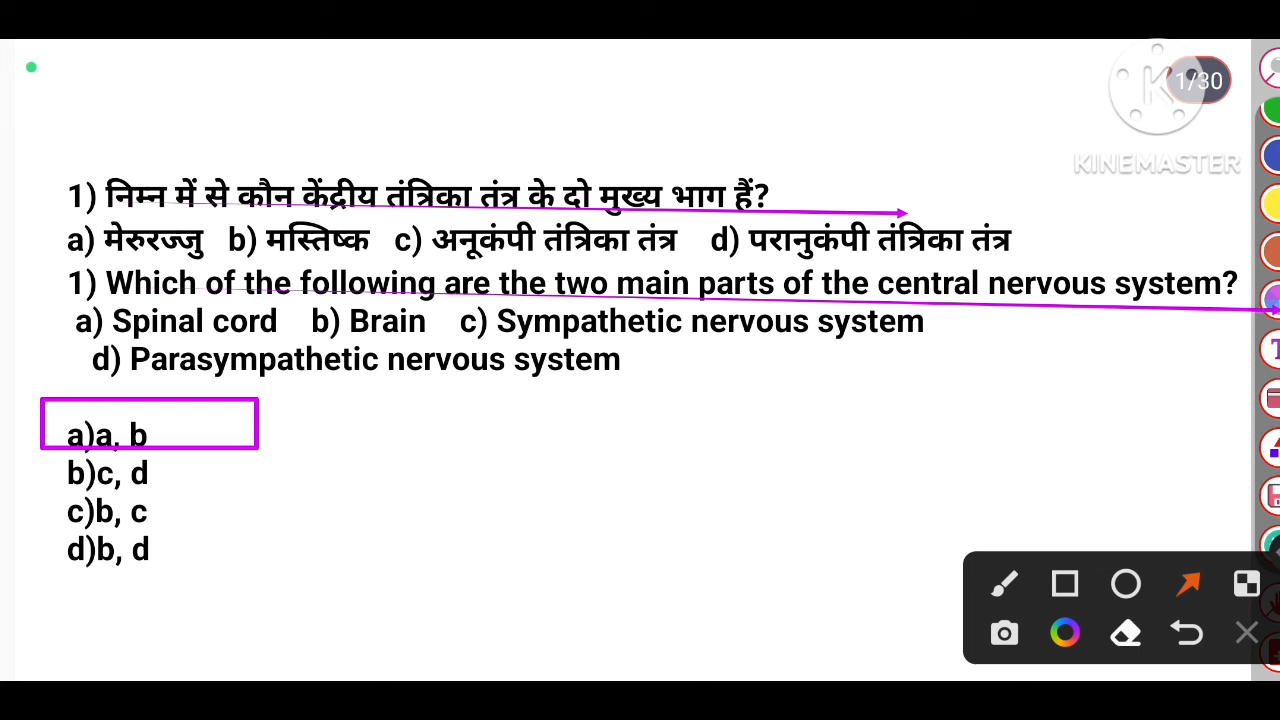 1/30
KINEMASTER
1) निम्न में से कौन केंद्रीय तंत्रिका तंत्र के दो मुख्य भाग हैं?
a) मेरुरज्जु b) मस्तिष्क c) अनूकंपी तंत्रिका तंत्र d) परानुकंपी तंत्रिका तंत्र
1) Which of the following are the two main parts of the central nervous system?
a) Spinal cord b) Brain c) Sympathetic nervous system
d) Parasympathetic nervous system
a)a, b
b)c, d
c)b, c
d)b, d